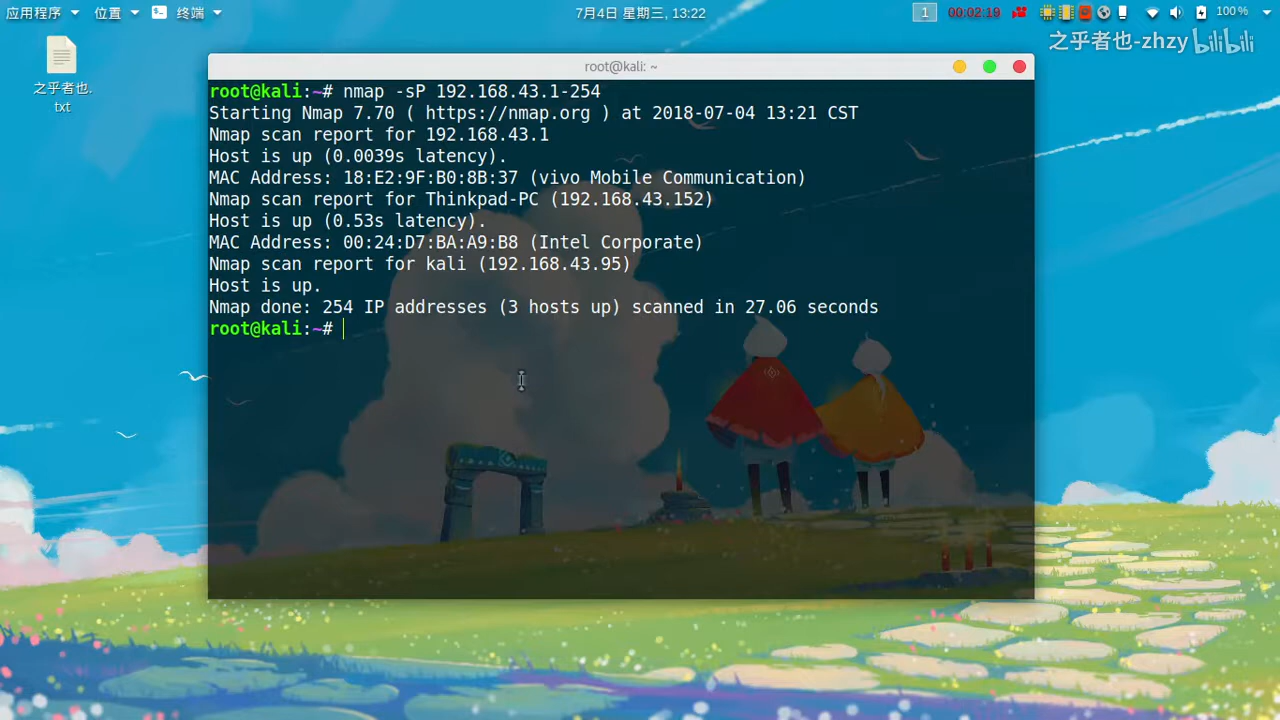 应用程序 位置 终端 7月4日 星期三, 13:22 1 00:02:19 100%
之乎者也-zhzy bilibili
之乎者也.
txt
root@kali: ~
root@kali:~# nmap -sP 192.168.43.1-254
Starting Nmap 7.70 ( https://nmap.org ) at 2018-07-04 13:21 CST
Nmap scan report for 192.168.43.1
Host is up (0.0039s latency).
MAC Address: 18:E2:9F:B0:8B:37 (vivo Mobile Communication)
Nmap scan report for Thinkpad-PC (192.168.43.152)
Host is up (0.53s latency).
MAC Address: 00:24:D7:BA:A9:B8 (Intel Corporate)
Nmap scan report for kali (192.168.43.95)
Host is up.
Nmap done: 254 IP addresses (3 hosts up) scanned in 27.06 seconds
root@kali:~#